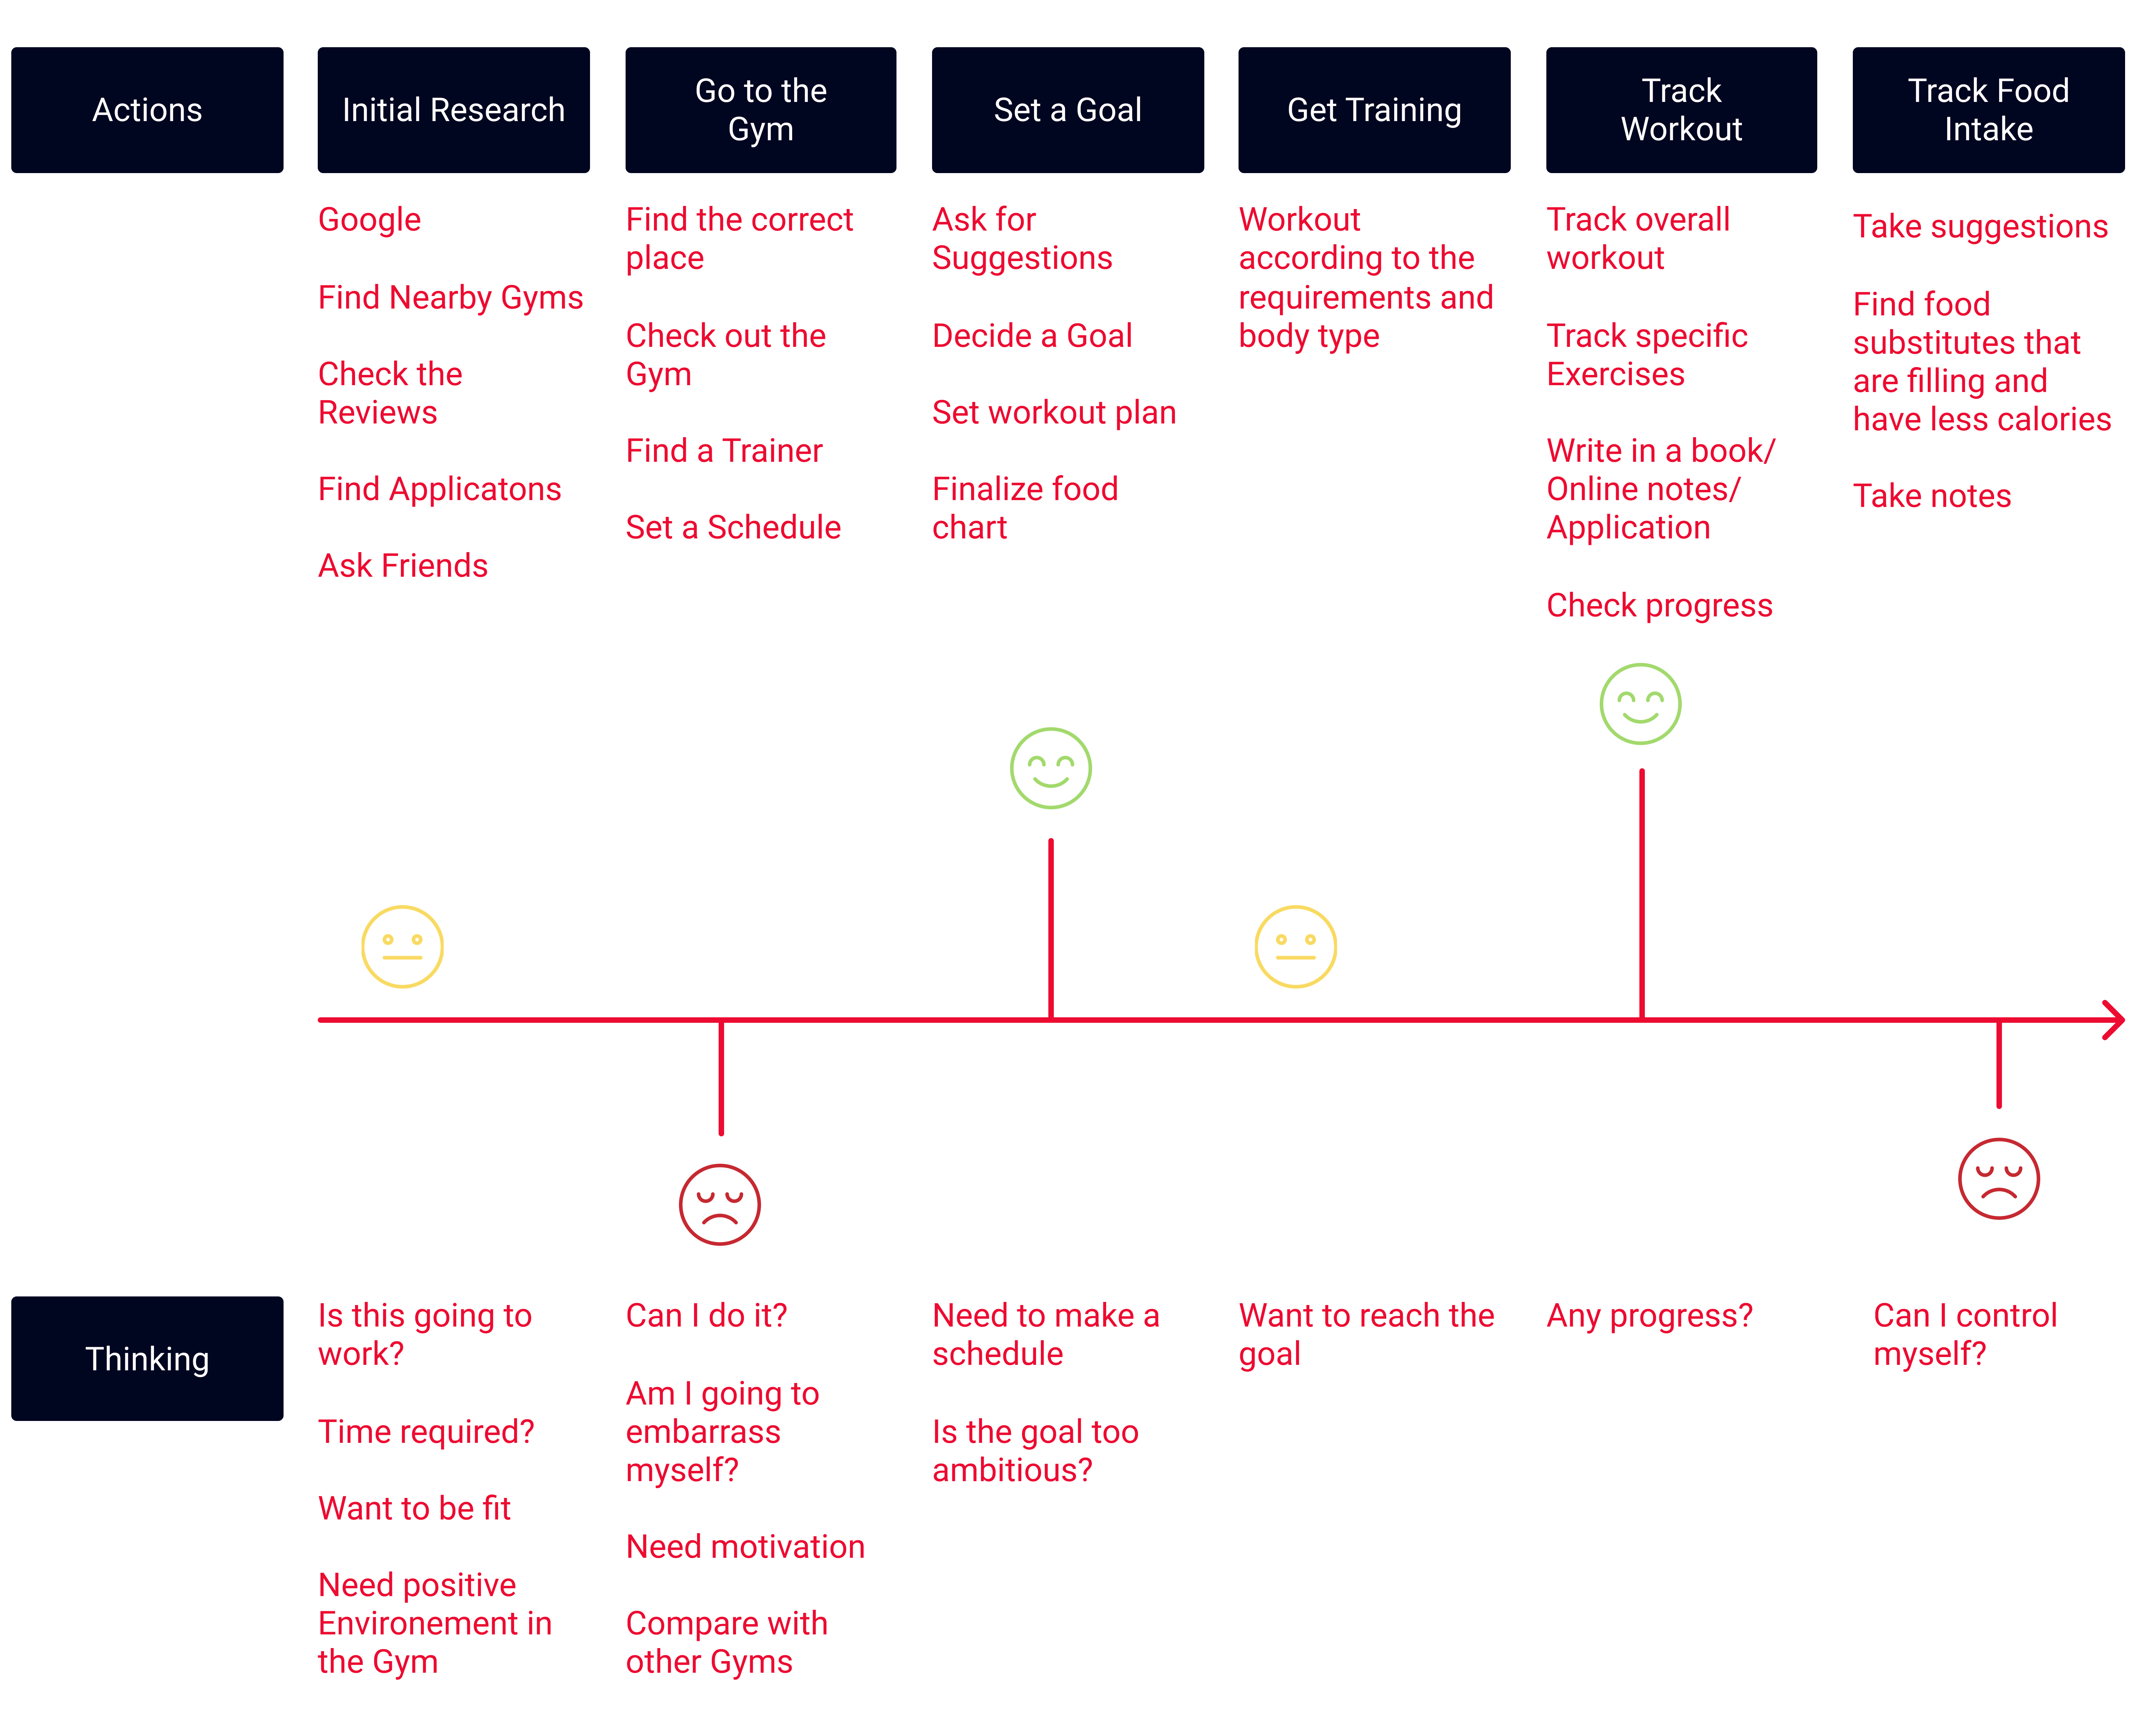 Actions
Initial Research
Go to the
Gym
Set a Goal
Get Training
Track
Workout
Track Food
Intake
Google
Find Nearby Gyms
Check the
Reviews
Find Applicatons
Ask Friends
Find the correct
place
Check out the
Gym
Find a Trainer
Set a Schedule
Ask for
Suggestions
Decide a Goal
Set workout plan
Finalize food
chart
Workout
according to the
requirements and
body type
Track overall
workout
Track specific
Exercises
Write in a book/
Online notes/
Application
Check progress
Take suggestions
Find food
substitutes that
are filling and
have less calories
Take notes
Thinking
Is this going to
work?
Time required?
Want to be fit
Need positive
Environement in
the Gym
Can I do it?
Am I going to
embarrass
myself?
Need motivation
Compare with
other Gyms
Need to make a
schedule
Is the goal too
ambitious?
Want to reach the
goal
Any progress?
Can I control
myself?